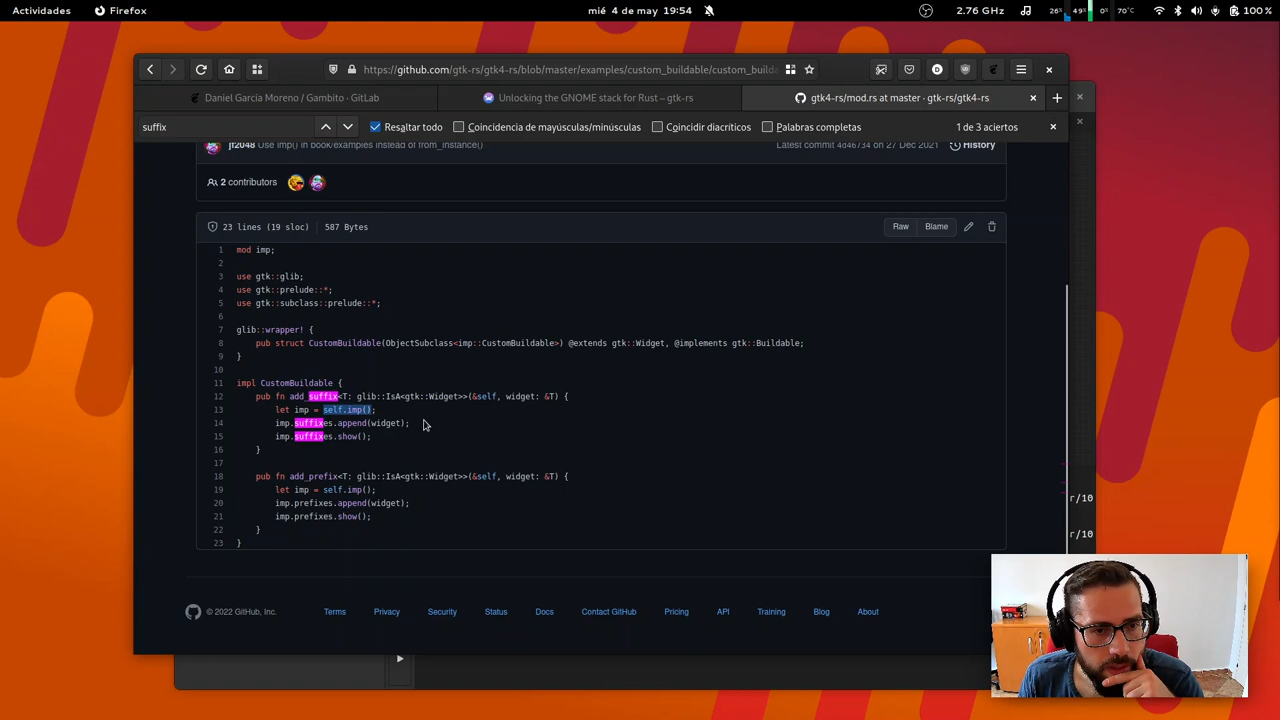 Actividades Firefox mié 4 de may 19:54 2.76 GHz 26% 49% 0% 70°C 100 %
https://github.com/gtk-rs/gtk4-rs/blob/master/examples/custom_buildable/custom_builda
Daniel Garcia Moreno / Gambito · GitLab Unlocking the GNOME stack for Rust – gtk-rs gtk4-rs/mod.rs at master · gtk-rs/gtk4-rs
suffix Resaltar todo Coincidencia de mayúsculas/minúsculas Coincidir diacríticos Palabras completas 1 de 3 aciertos
jf2048 Use imp() in book/examples instead of from_instance() Latest commit 4d46734 on 27 Dec 2021 History
2 contributors
23 lines (19 sloc) 587 Bytes Raw Blame
1 mod imp;
2
3 use gtk::glib;
4 use gtk::prelude::*;
5 use gtk::subclass::prelude::*;
6
7 glib::wrapper! {
8 pub struct CustomBuildable(ObjectSubclass<imp::CustomBuildable>) @extends gtk::Widget, @implements gtk::Buildable;
9 }
10
11 impl CustomBuildable {
12 pub fn add_suffix<T: glib::IsA<gtk::Widget>>(&self, widget: &T) {
13 let imp = self.imp();
14 imp.suffixes.append(widget);
15 imp.suffixes.show();
16 }
17
18 pub fn add_prefix<T: glib::IsA<gtk::Widget>>(&self, widget: &T) {
19 let imp = self.imp();
20 imp.prefixes.append(widget);
21 imp.prefixes.show();
22 }
23 }
r/10
r/10
© 2022 GitHub, Inc. Terms Privacy Security Status Docs Contact GitHub Pricing API Training Blog About